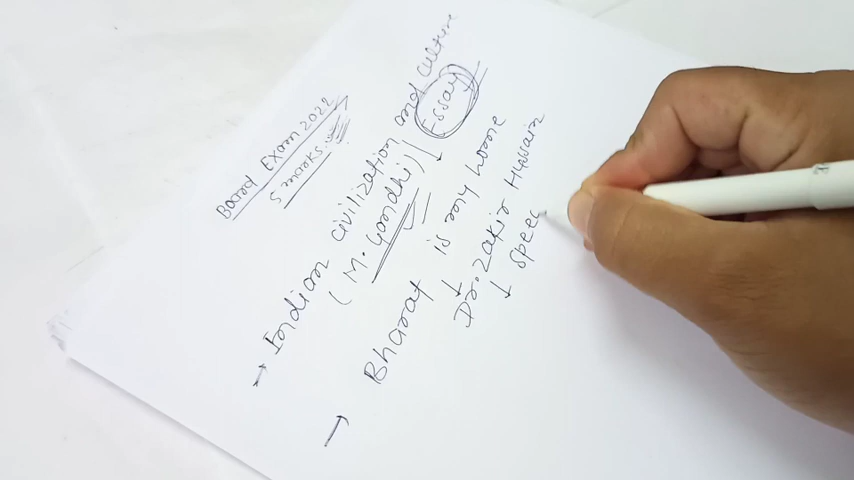 Board Exam 2022
5 marks.
→ Indian civilization and culture
(M. Gandhi) ↓ Essay
→ Bharat is my home
↓
Dr. Zakir Hussain
↓ Speec